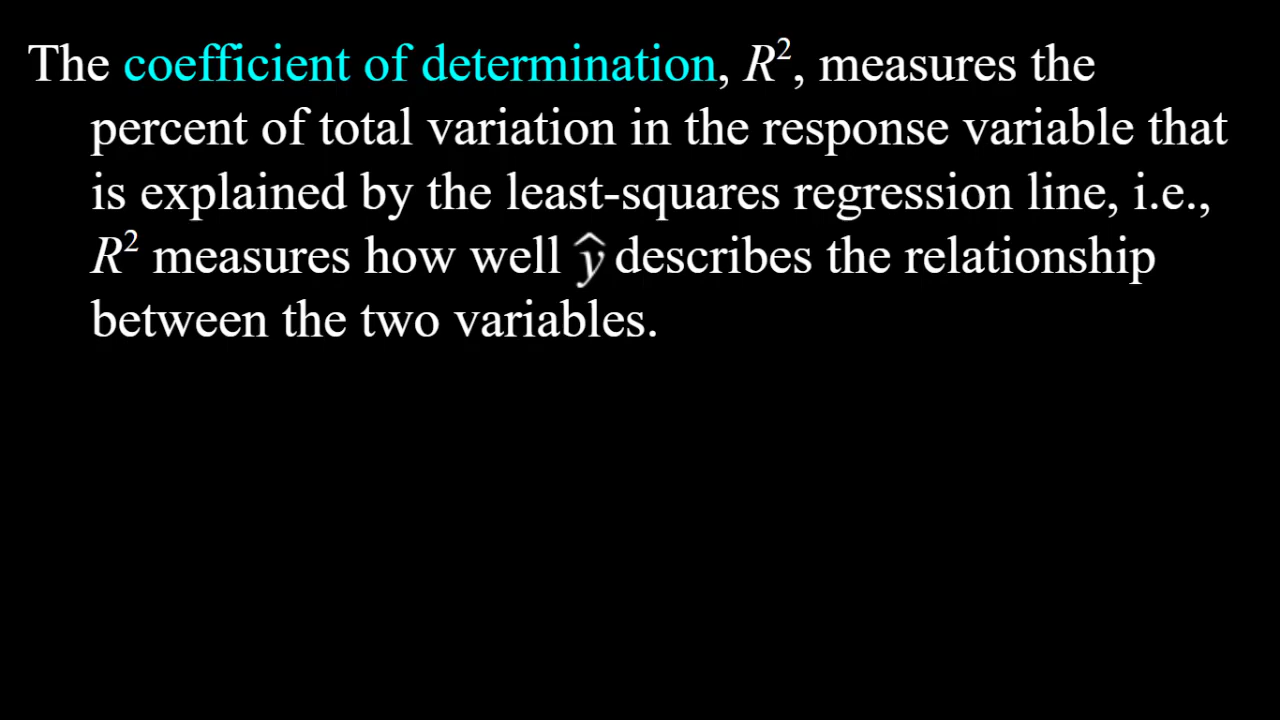 The coefficient of determination, R², measures the
percent of total variation in the response variable that
is explained by the least-squares regression line, i.e.,
R² measures how well ŷ describes the relationship
between the two variables.